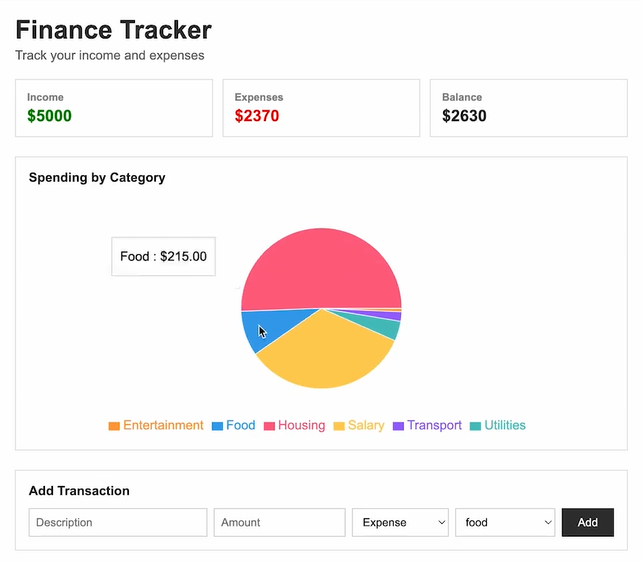 Finance Tracker
Track your income and expenses
Income
$5000
Expenses
$2370
Balance
$2630
Spending by Category
Food : $215.00
Entertainment Food Housing Salary Transport Utilities
Add Transaction
Description Amount Expense food Add